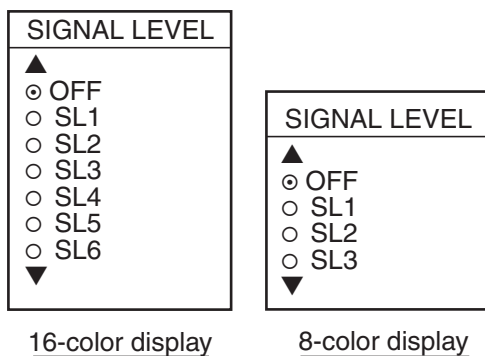 SIGNAL LEVEL
OFF
SL1
SL2
SL3
SL4
SL5
SL6
16-color display
SIGNAL LEVEL
OFF
SL1
SL2
SL3
8-color display